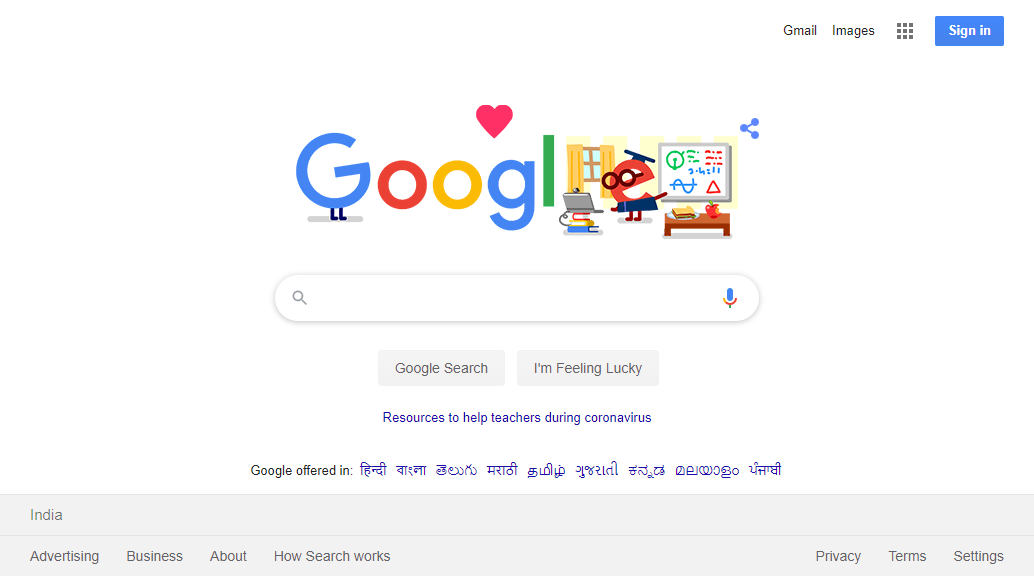 Gmail Images Sign in
Google
Google Search I'm Feeling Lucky
Resources to help teachers during coronavirus
Google offered in: हिन्दी বাংলা తెలుగు मराठी தமிழ் ગુજરાતી ಕನ್ನಡ മലയാളം ਪੰਜਾਬੀ
India
Advertising Business About How Search works Privacy Terms Settings